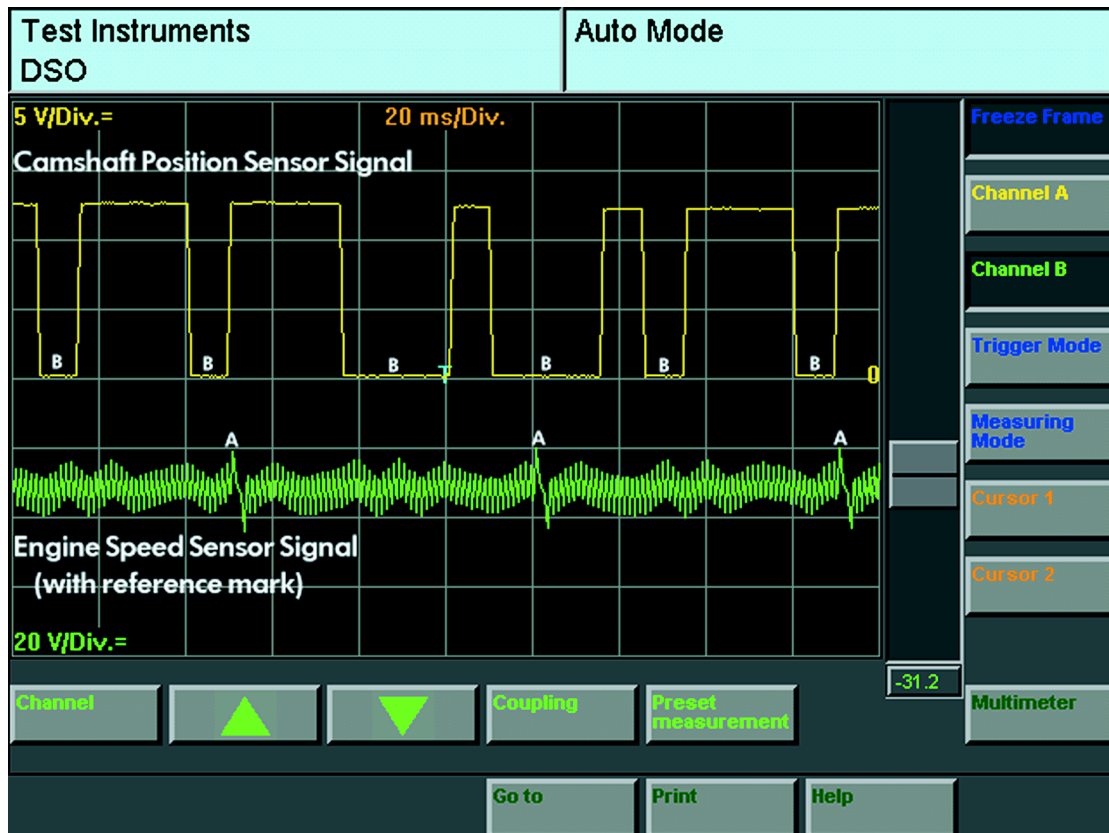 Test Instruments
DSO
Auto Mode
5 V/Div.=
20 ms/Div.
Camshaft Position Sensor Signal
B
B
B
B
B
B
T
0
A
A
A
Engine Speed Sensor Signal
(with reference mark)
20 V/Div.=
-31.2
Freeze Frame
Channel A
Channel B
Trigger Mode
Measuring
Mode
Cursor 1
Cursor 2
Multimeter
Channel
Coupling
Preset
measurement
Go to
Print
Help